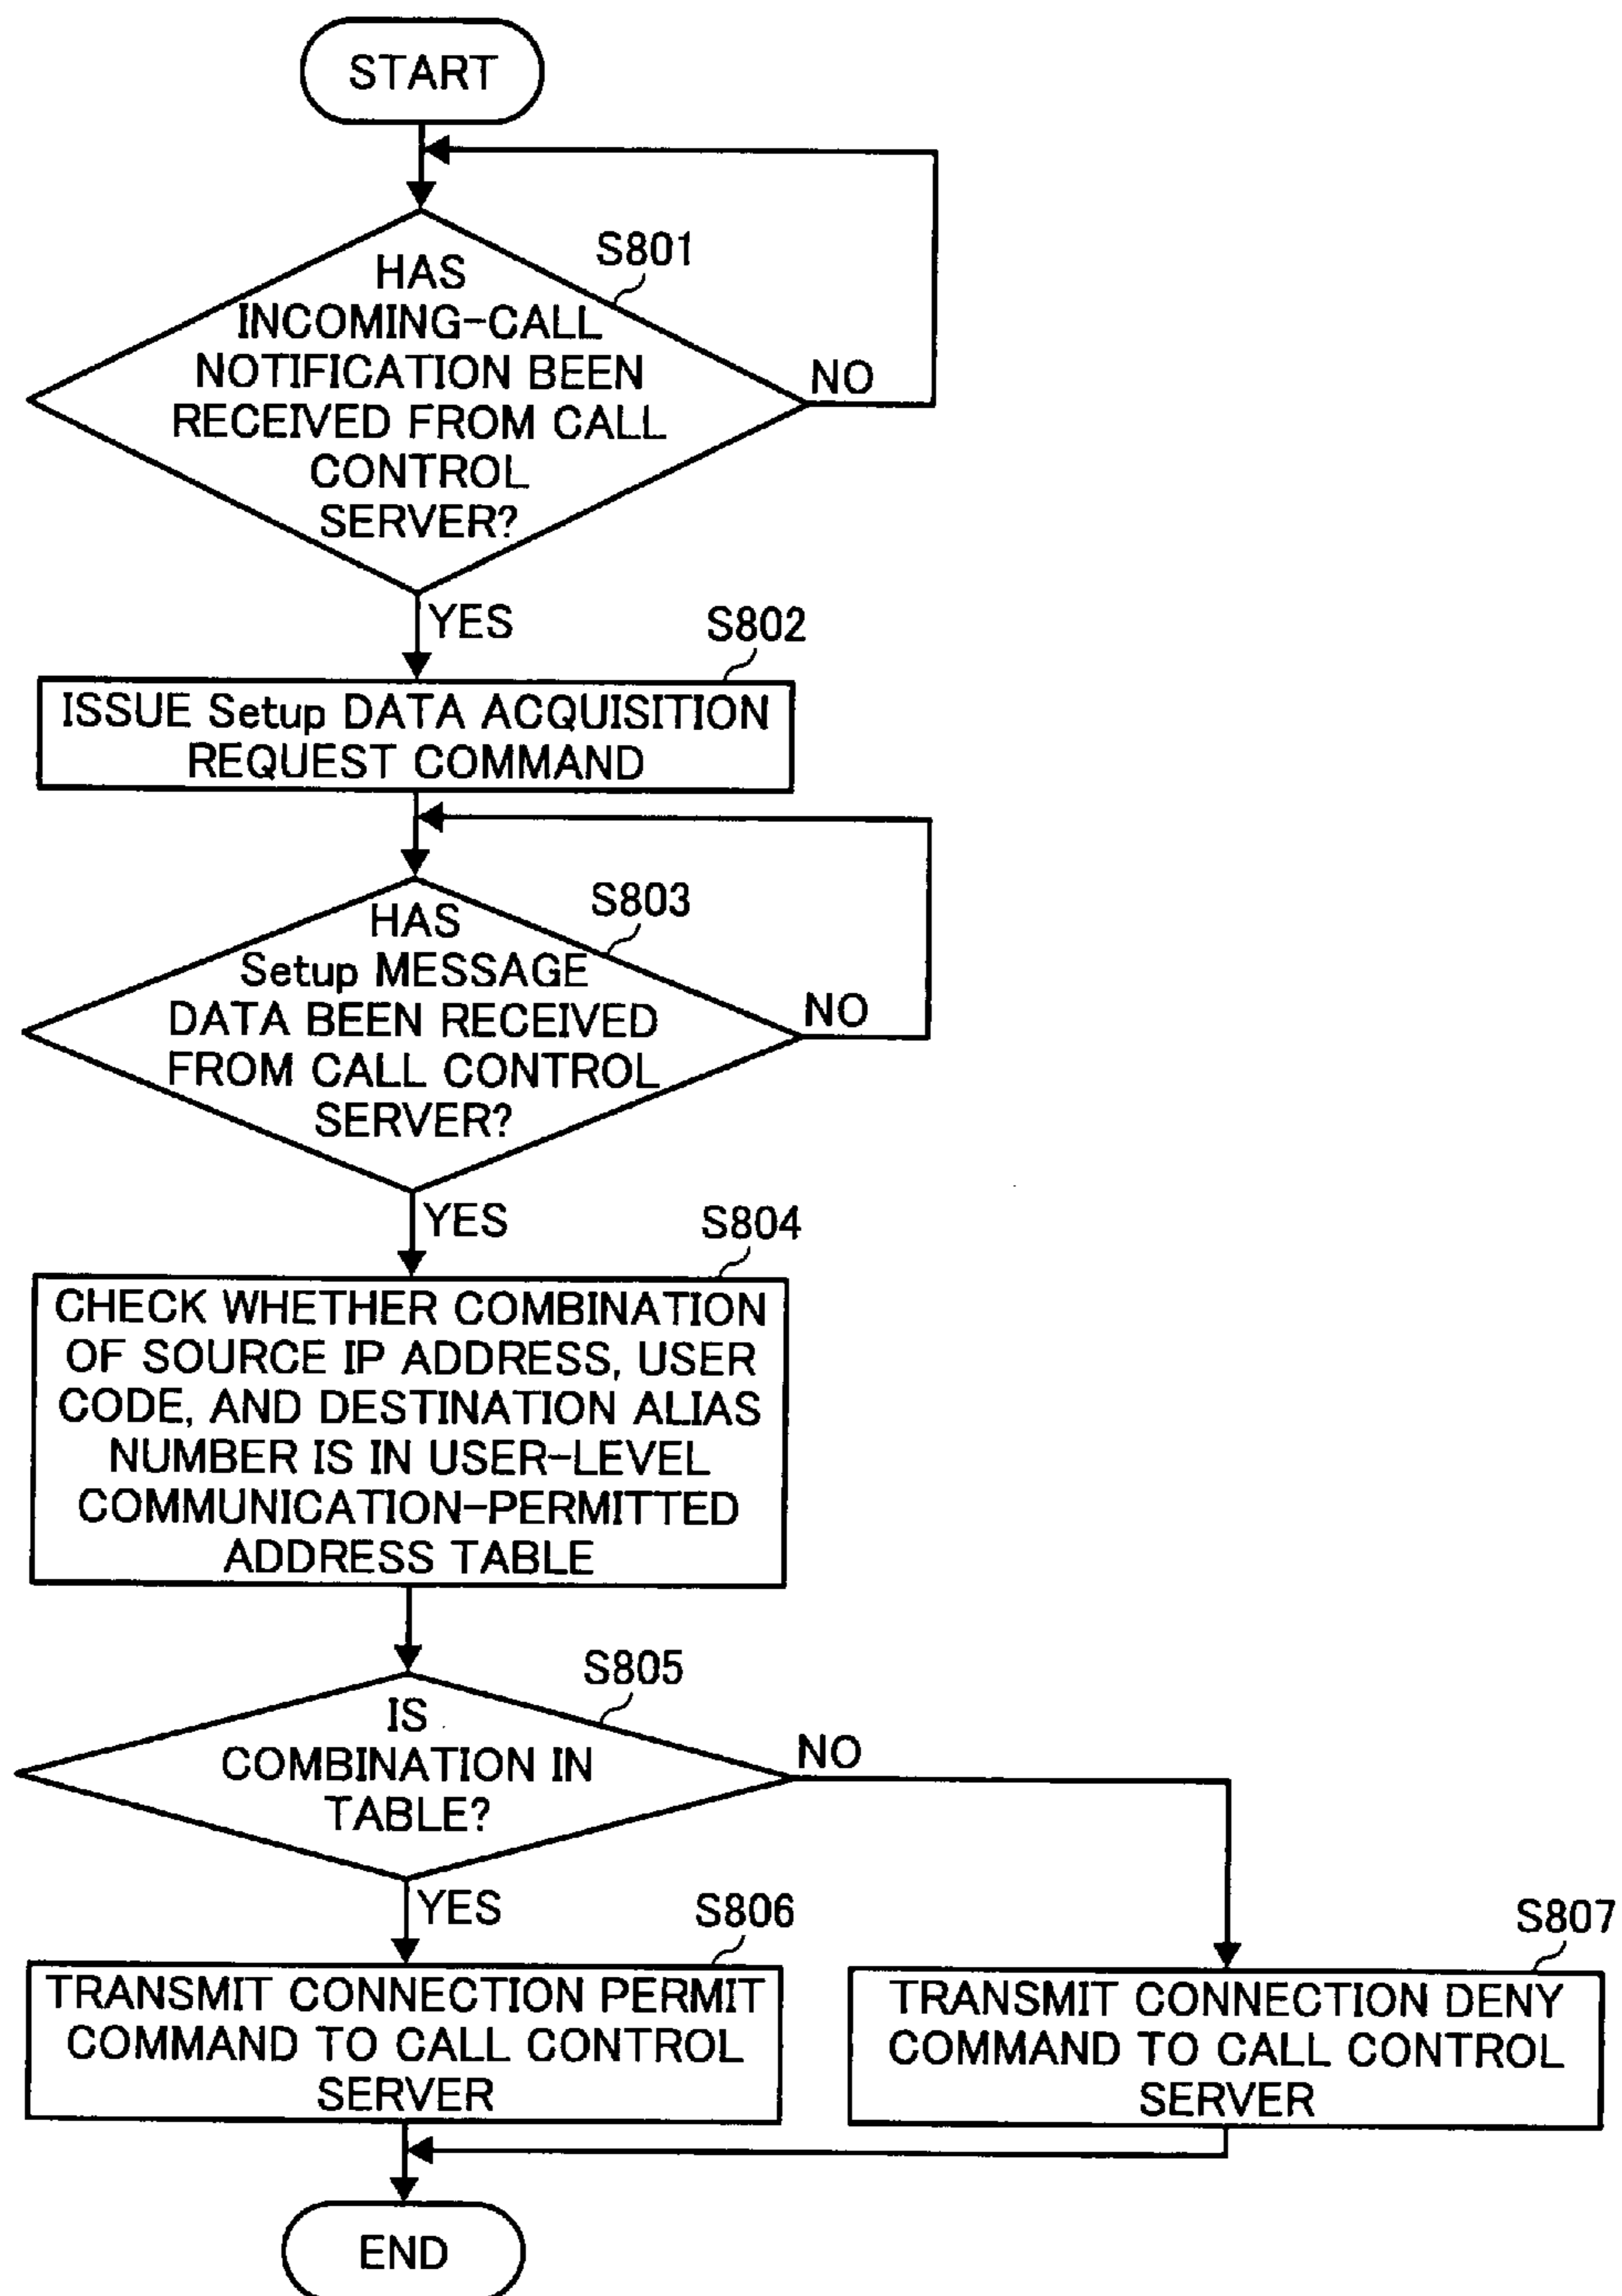 START
S801
HAS
INCOMING-CALL
NOTIFICATION BEEN
RECEIVED FROM CALL
CONTROL
SERVER?
NO
YES
S802
ISSUE Setup DATA ACQUISITION
REQUEST COMMAND
S803
HAS
Setup MESSAGE
DATA BEEN RECEIVED
FROM CALL CONTROL
SERVER?
NO
YES
S804
CHECK WHETHER COMBINATION
OF SOURCE IP ADDRESS, USER
CODE, AND DESTINATION ALIAS
NUMBER IS IN USER-LEVEL
COMMUNICATION-PERMITTED
ADDRESS TABLE
S805
IS
COMBINATION IN
TABLE?
NO
YES
S806
TRANSMIT CONNECTION PERMIT
COMMAND TO CALL CONTROL
SERVER
S807
TRANSMIT CONNECTION DENY
COMMAND TO CALL CONTROL
SERVER
END